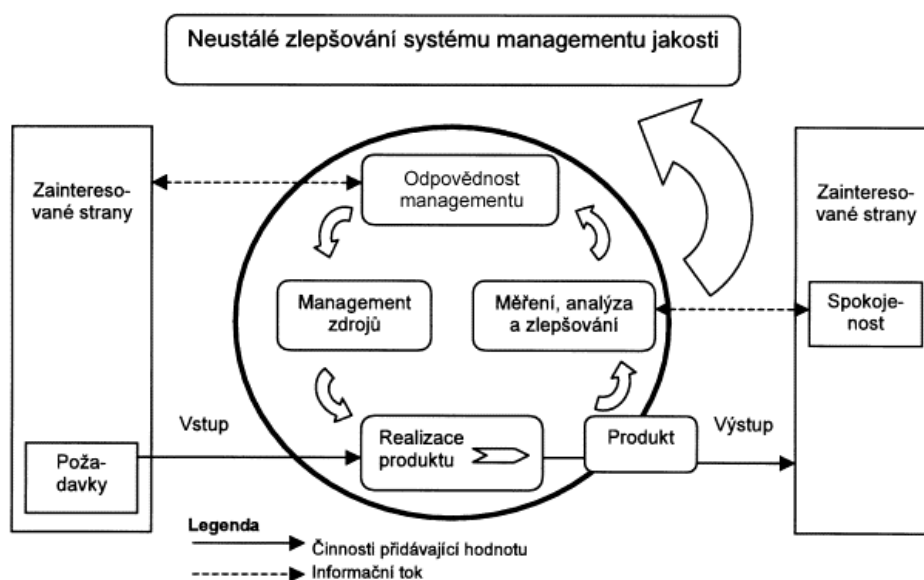 Neustálé zlepšování systému managementu jakosti
Zaintereso-
vané strany
Odpovědnost
managementu
Zaintereso-
vané strany
Management
zdrojů
Měření, analýza
a zlepšování
Spokoje-
nost
Vstup
Realizace
produktu
Produkt
Výstup
Poža-
davky
Legenda
Činnosti přidávající hodnotu
Informační tok